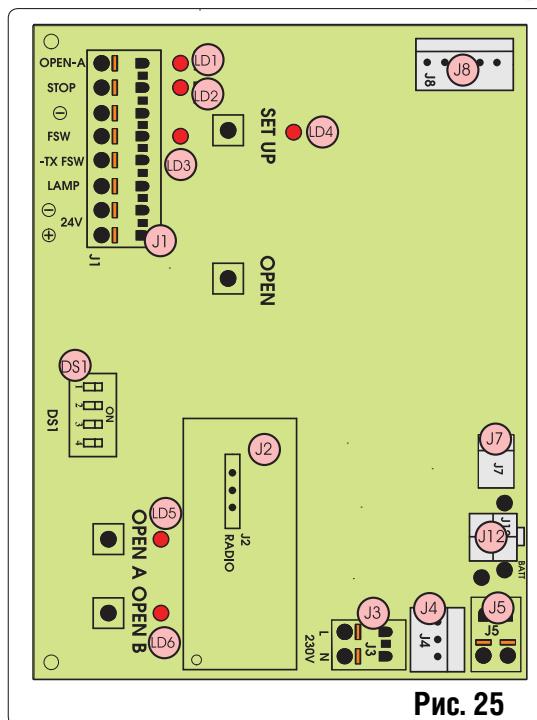 OPEN-A
LD1
STOP
LD2
⊖
FSW
LD3
-TX FSW
LAMP
⊖ 24V
⊕
J1
J1
SET UP
LD4
OPEN
J8
J8
DS1
1
2
3
4
ON
DS1
J2
J2
RADIO
LD5
OPEN A
OPEN B
LD6
J7
J7
J12
BATT
J3
L
N
230V
J3
J4
J4
J5
J5
Рис. 25